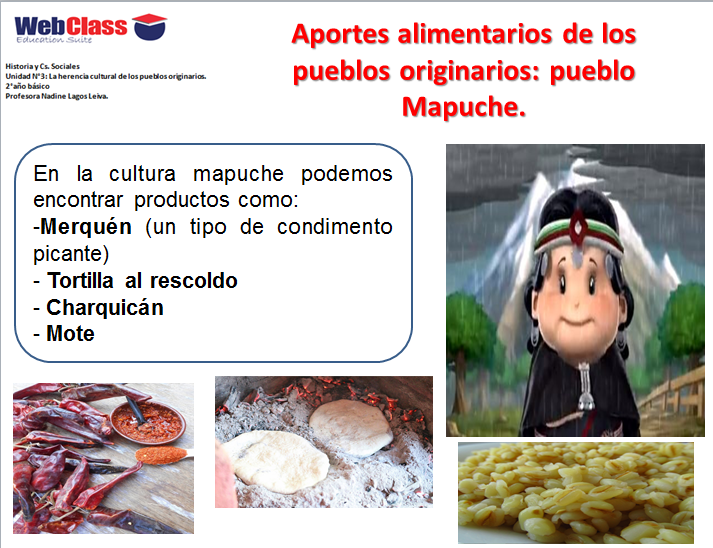 WebClass
Education Suite
Historia y Cs. Sociales
Unidad N°3: La herencia cultural de los pueblos originarios.
2°año básico
Profesora Nadine Lagos Leiva.
Aportes alimentarios de los
pueblos originarios: pueblo
Mapuche.
En la cultura mapuche podemos
encontrar productos como:
-Merquén (un tipo de condimento
picante)
- Tortilla al rescoldo
- Charquicán
- Mote